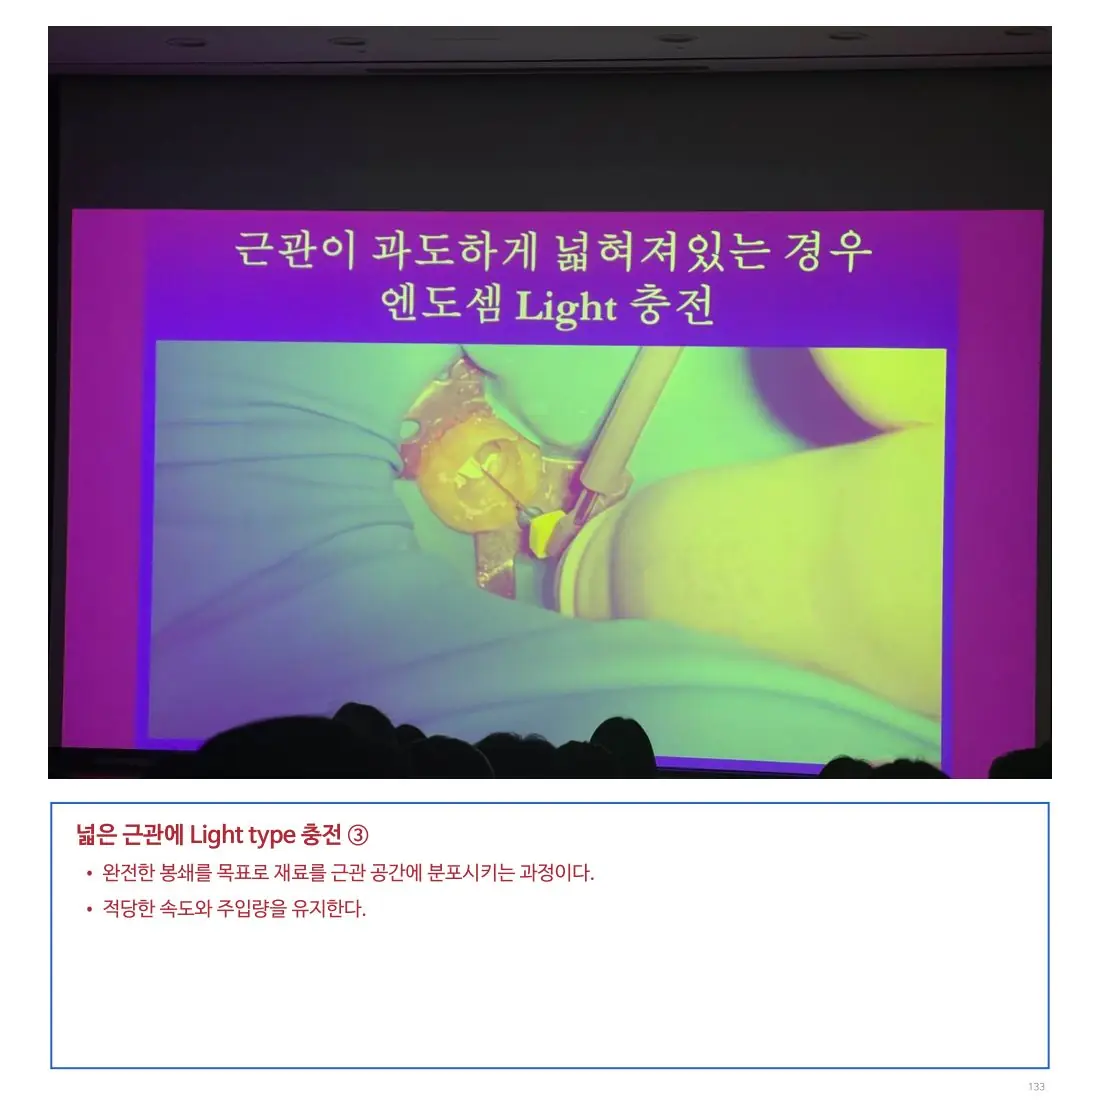 근관이 과도하게 넓혀져있는 경우
엔도셈 Light 충전
넓은 근관에 Light type 충전 ③
• 완전한 봉쇄를 목표로 재료를 근관 공간에 분포시키는 과정이다.
• 적당한 속도와 주입량을 유지한다.
133